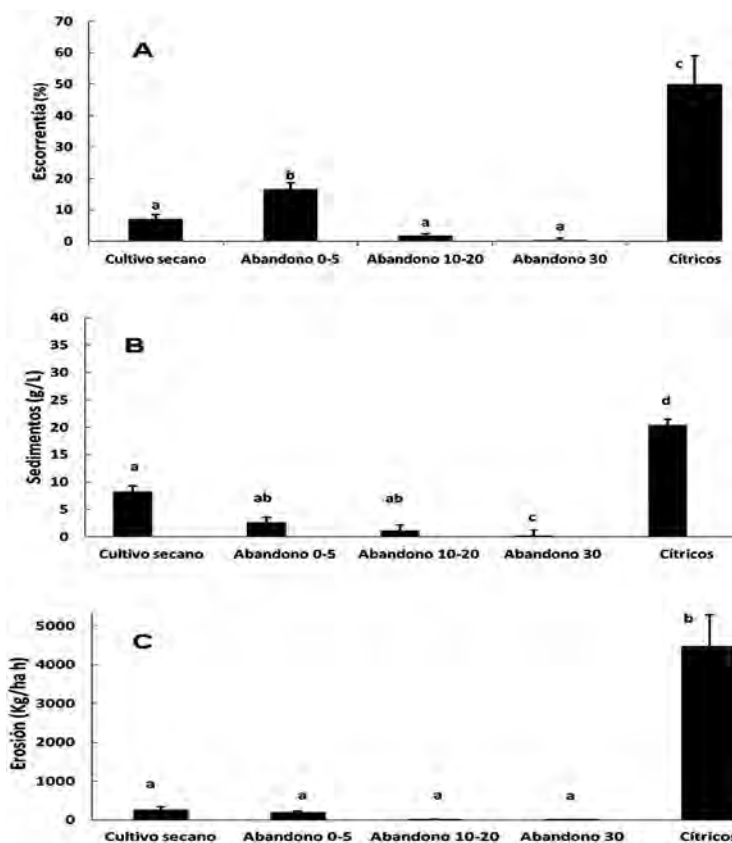 A
Escorrentía (%)
70
60
50
40
30
20
10
0
a
b
a
a
c
Cultivo secano Abandono 0-5 Abandono 10-20 Abandono 30 Cítricos
B
Sedimentos (g/L)
40
35
30
25
20
15
10
5
0
a
ab
ab
c
d
Cultivo secano Abandono 0-5 Abandono 10-20 Abandono 30 Cítricos
C
Erosión (Kg/ha h)
5000
4000
3000
2000
1000
0
a
a
a
a
b
Cultivo secano Abandono 0-5 Abandono 10-20 Abandono 30 Cítricos